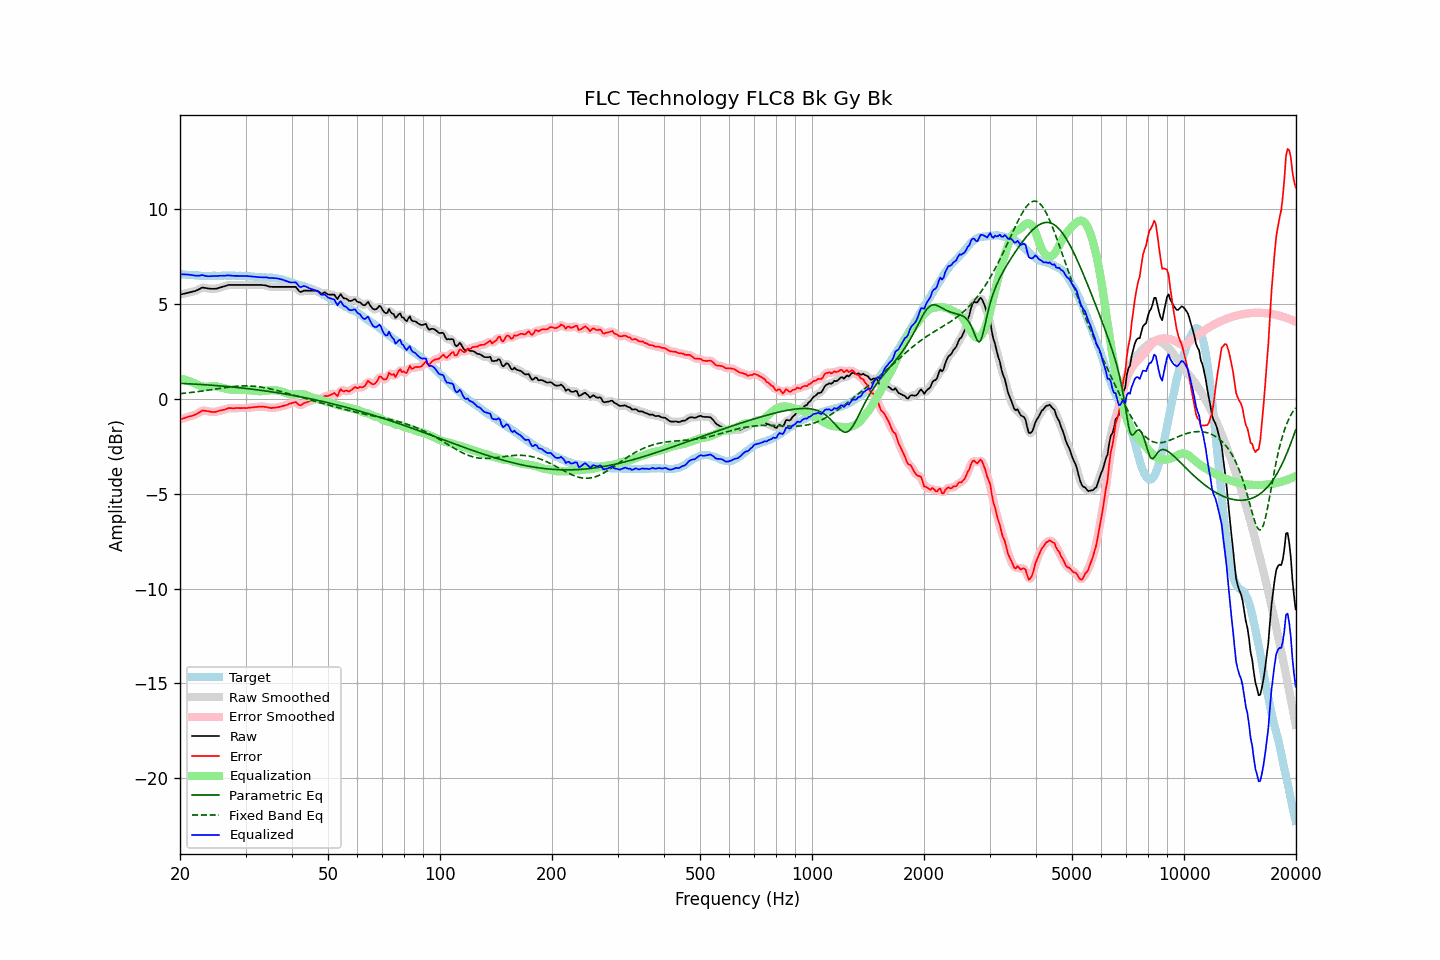 FLC Technology FLC8 Bk Gy Bk
Amplitude (dBr)
10
5
0
−5
−10
−15
−20
Target
Raw Smoothed
Error Smoothed
Raw
Error
Equalization
Parametric Eq
Fixed Band Eq
Equalized
20 50 100 200 500 1000 2000 5000 10000 20000
Frequency (Hz)